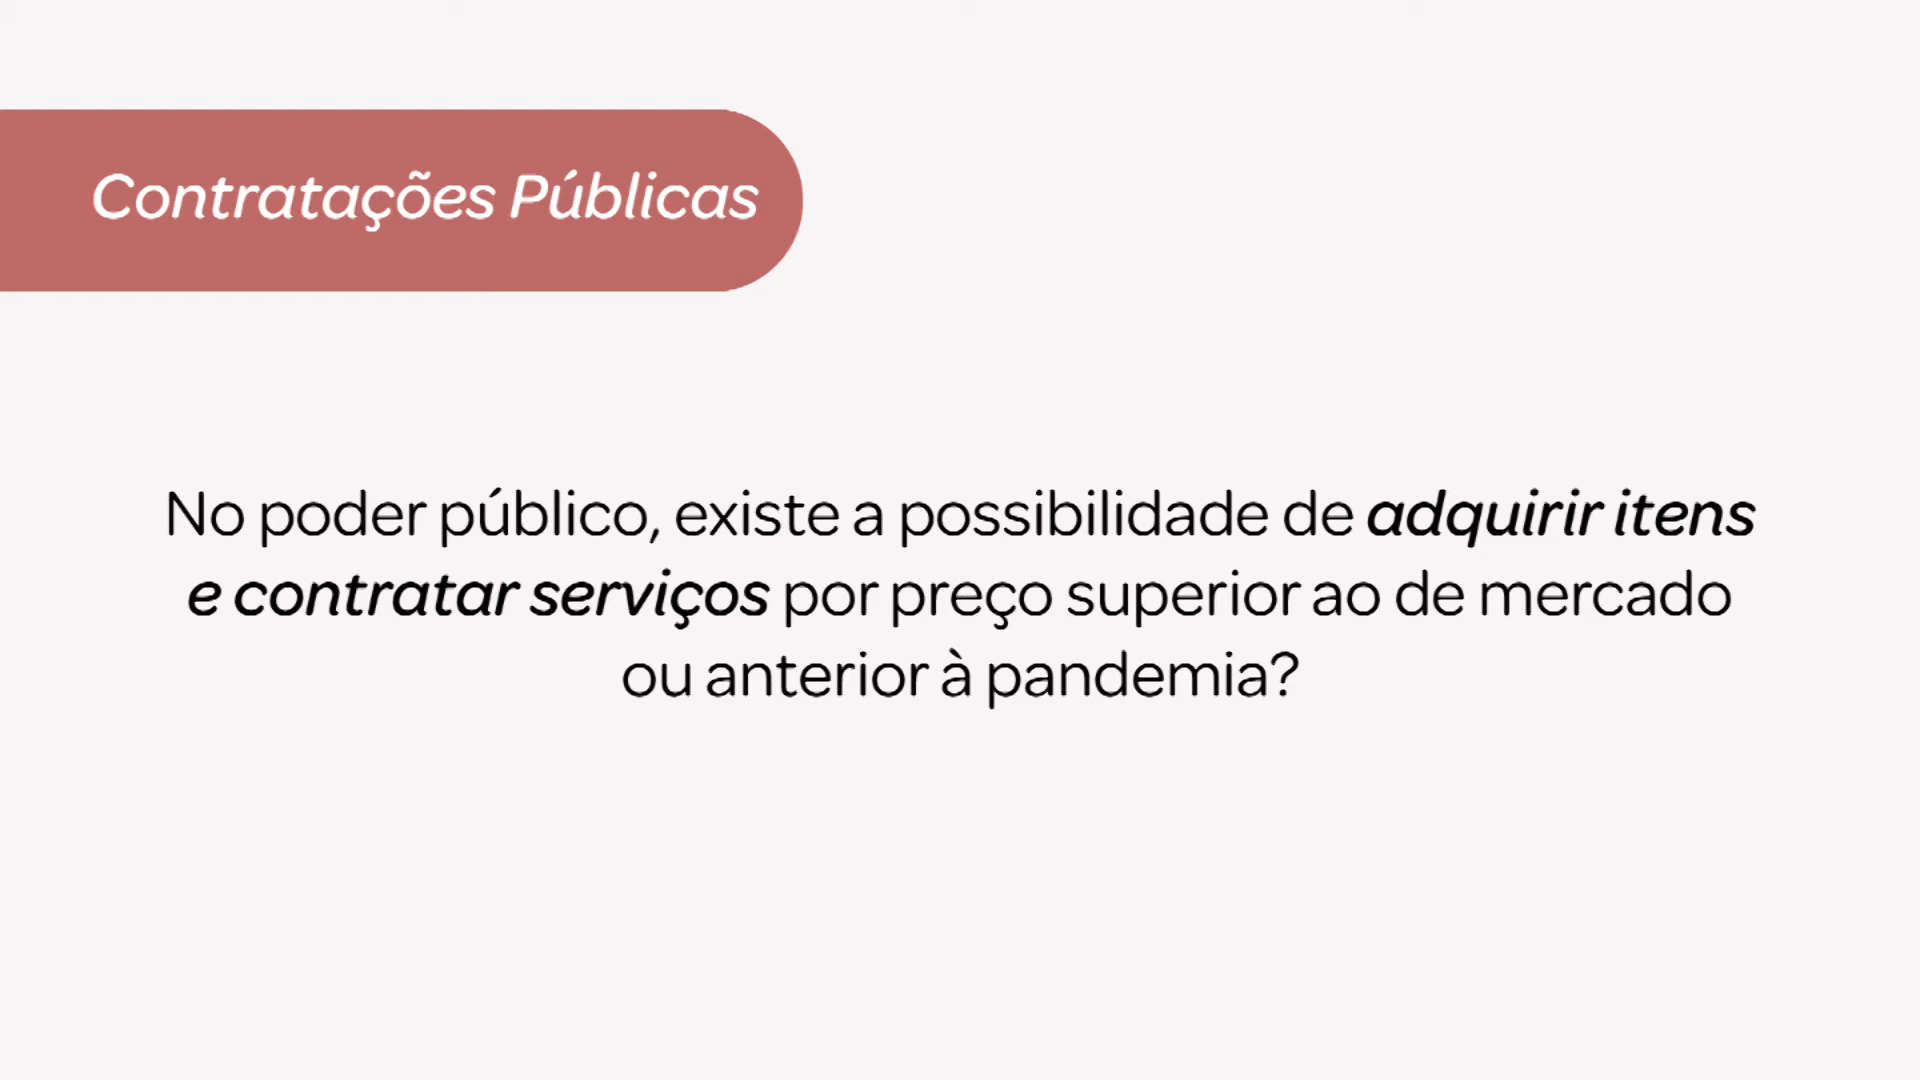 Contratações Públicas
No poder público, existe a possibilidade de adquirir itens
e contratar serviços por preço superior ao de mercado
ou anterior à pandemia?